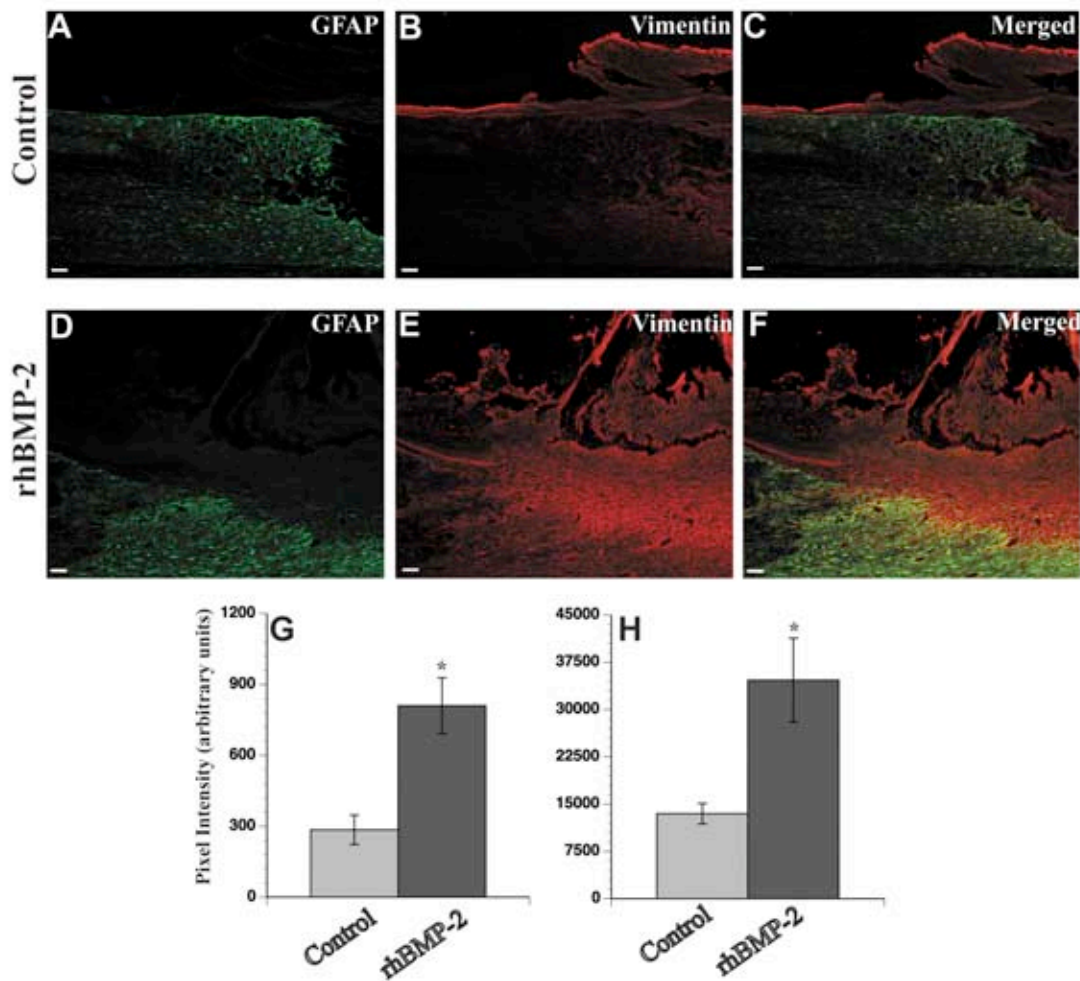 A GFAP
B Vimentin
C Merged
Control
D GFAP
E Vimentin
F Merged
rhBMP-2
G
Pixel Intensity (arbitrary units)
1200
900
600
300
0
*
Control
rhBMP-2
H
45000
37500
30000
22500
15000
7500
0
*
Control
rhBMP-2